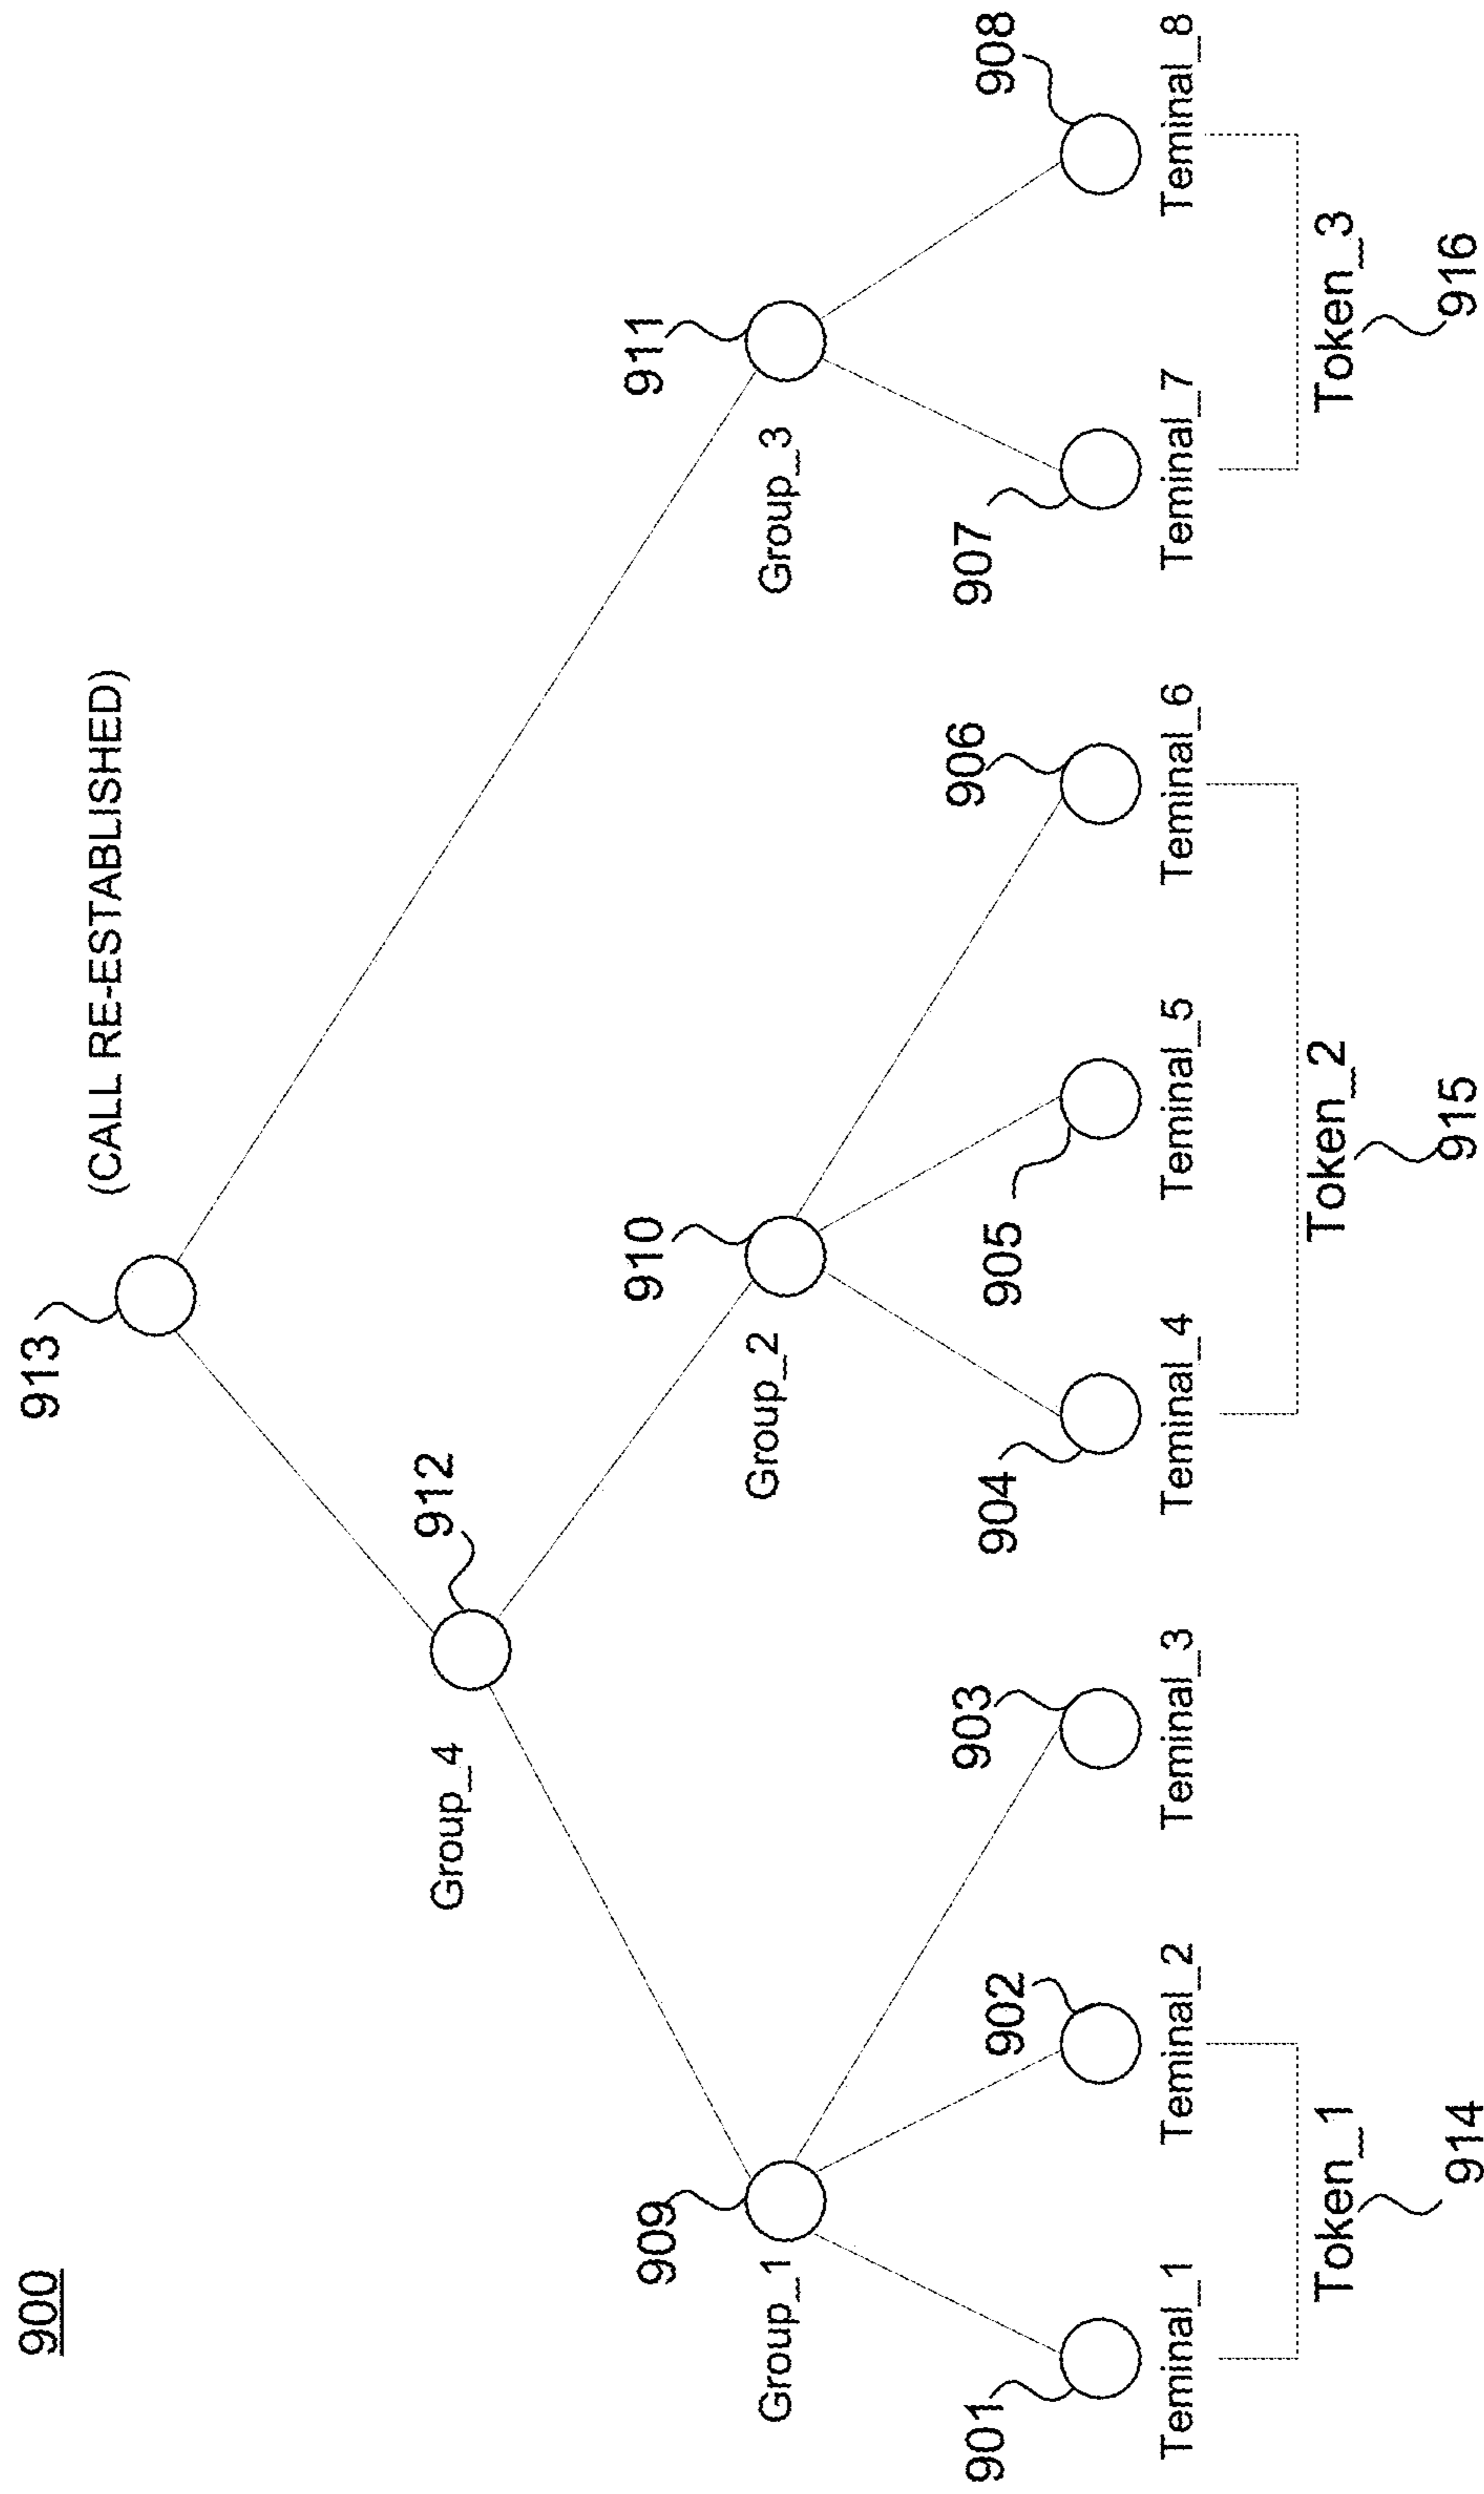 900
913
(CALL RE-ESTABLISHED)
912
Group_4
909
910
911
Group_1
Group_2
Group_3
901
902
903
904
905
906
907
908
Teminal_1
Teminal_2
Teminal_3
Teminal_4
Teminal_5
Teminal_6
Teminal_7
Teminal_8
Token_1
Token_2
Token_3
914
915
916